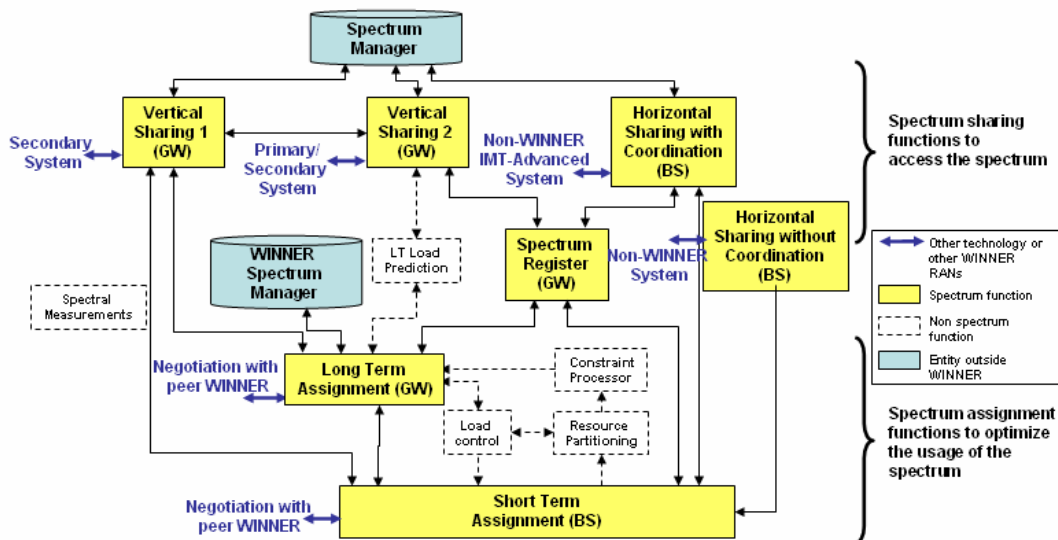 Spectrum
Manager
Vertical
Sharing 1
(GW)
Vertical
Sharing 2
(GW)
Horizontal
Sharing with
Coordination
(BS)
Secondary
System
Primary/
Secondary
System
Non-WINNER
IMT-Advanced
System
Spectrum sharing
functions to
access the spectrum
Horizontal
Sharing without
Coordination
(BS)
Non-WINNER
System
WINNER
Spectrum
Manager
LT Load
Prediction
Spectrum
Register
(GW)
Spectral
Measurements
Other technology or
other WINNER
RANs
Spectrum function
Non spectrum
function
Entity outside
WINNER
Negotiation with
peer WINNER
Long Term
Assignment (GW)
Constraint
Processor
Load
control
Resource
Partitioning
Spectrum assignment
functions to optimize
the usage of the
spectrum
Negotiation with
peer WINNER
Short Term
Assignment (BS)